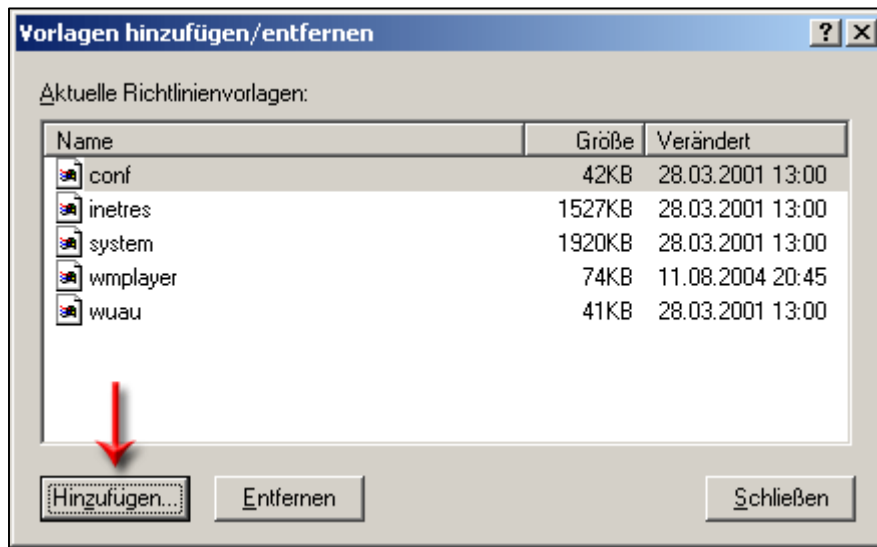 Vorlagen hinzufügen/entfernen
Aktuelle Richtlinienvorlagen:
Name Größe Verändert
conf 42KB 28.03.2001 13:00
inetres 1527KB 28.03.2001 13:00
system 1920KB 28.03.2001 13:00
wmplayer 74KB 11.08.2004 20:45
wuau 41KB 28.03.2001 13:00
Hinzufügen... Entfernen Schließen